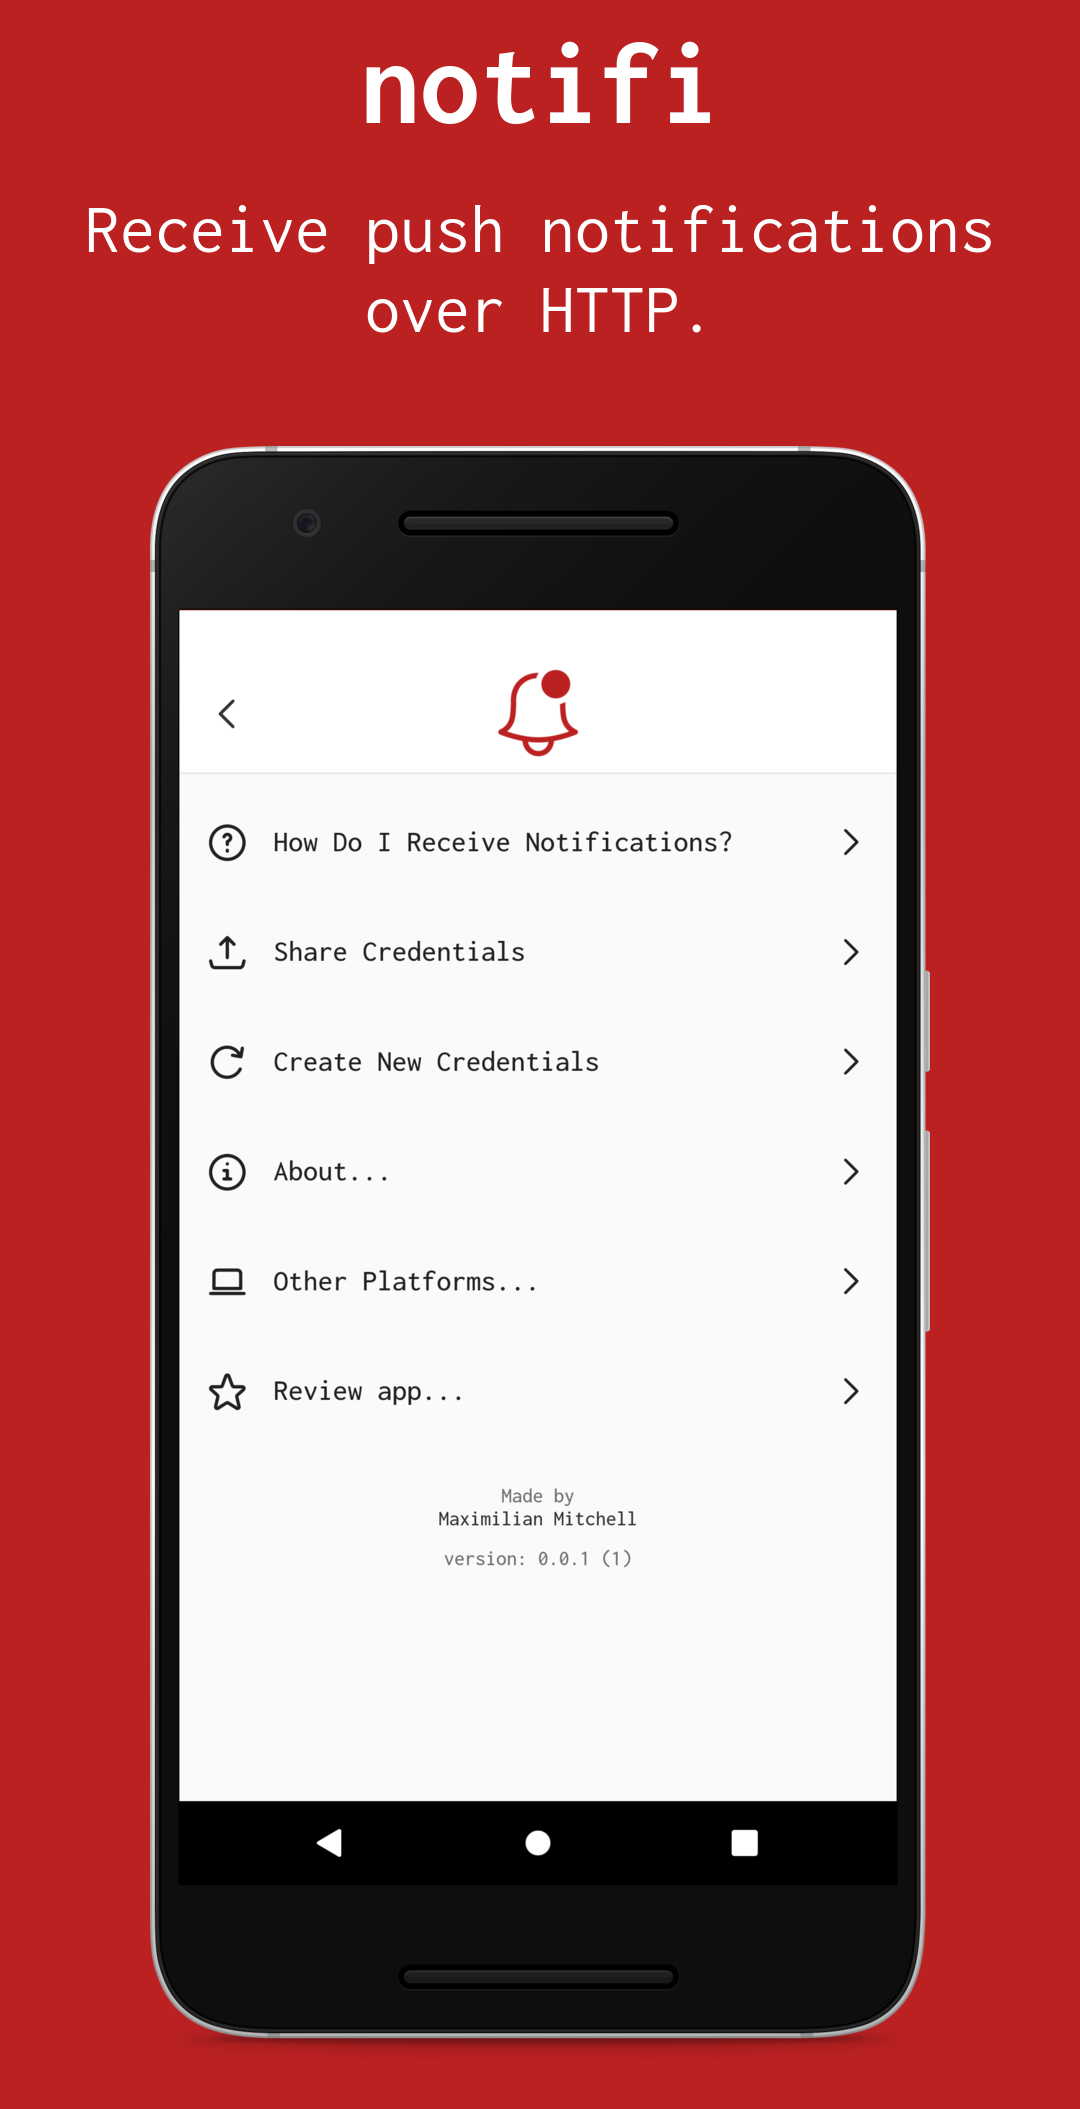 notifi
Receive push notifications
over HTTP.
How Do I Receive Notifications?
Share Credentials
Create New Credentials
About...
Other Platforms...
Review app...
Made by
Maximilian Mitchell
version: 0.0.1 (1)